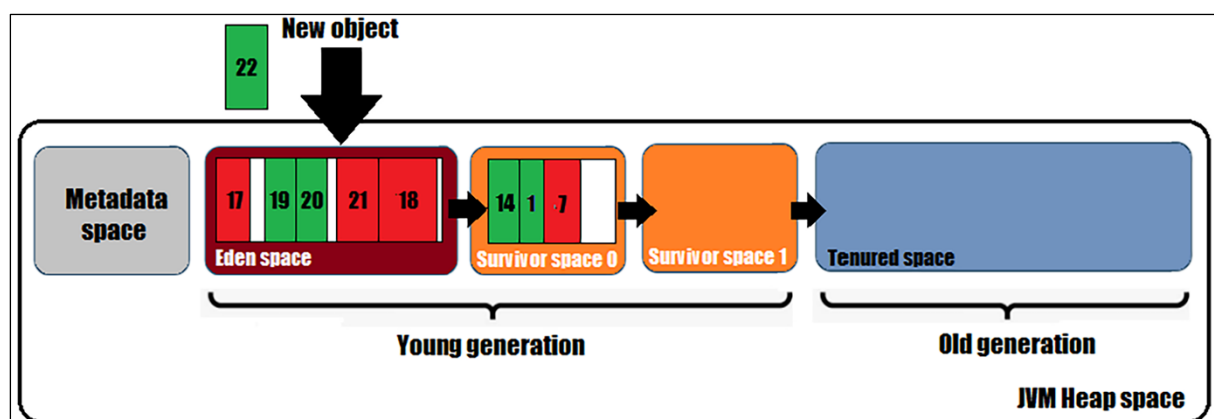 New object
22
Metadata
space
17 19 20 21 18
Eden space
14 1 7
Survivor space 0
Survivor space 1
Tenured space
Young generation
Old generation
JVM Heap space